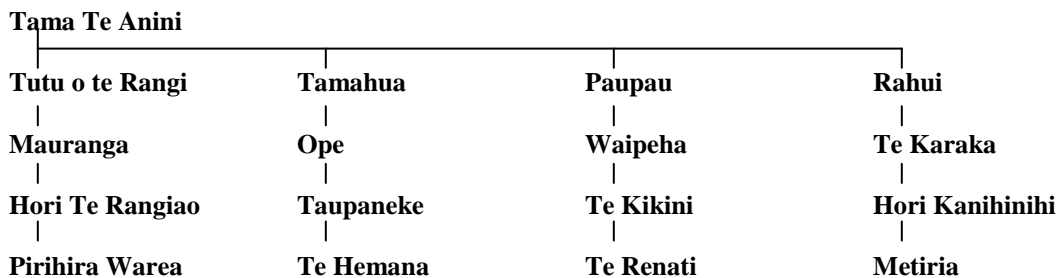 Tama Te Anini
Tutu o te Rangi Tamahua Paupau Rahui
Mauranga Ope Waipeha Te Karaka
Hori Te Rangiao Taupaneke Te Kikini Hori Kanihinihi
Pirihira Warea Te Hemana Te Renati Metiria